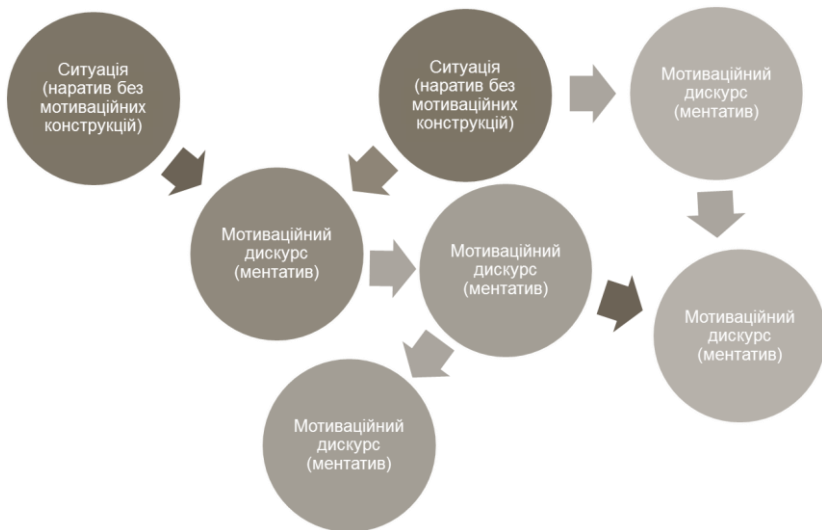 Ситуація
(наратив без
мотиваційних
конструкцій)
Ситуація
(наратив без
мотиваційних
конструкцій)
Мотиваційний
дискурс
(ментатив)
Мотиваційний
дискурс
(ментатив)
Мотиваційний
дискурс
(ментатив)
Мотиваційний
дискурс
(ментатив)
Мотиваційний
дискурс
(ментатив)